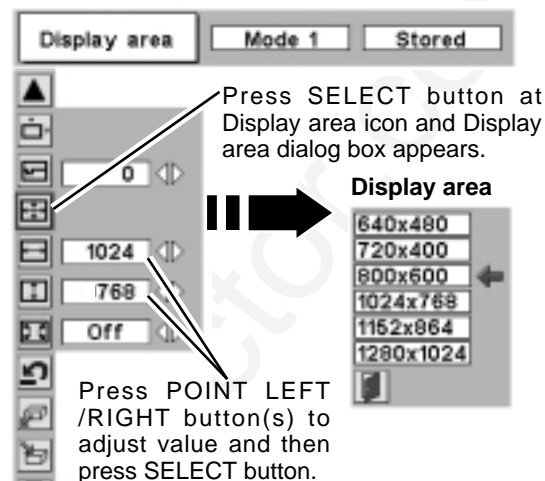 Display area Mode 1 Stored
Press SELECT button at
Display area icon and Display
area dialog box appears.
0
Display area
640x480
720x400
800x600
1024x768
1152x864
1280x1024
1024
768
Off
Press POINT LEFT
/RIGHT button(s) to
adjust value and then
press SELECT button.